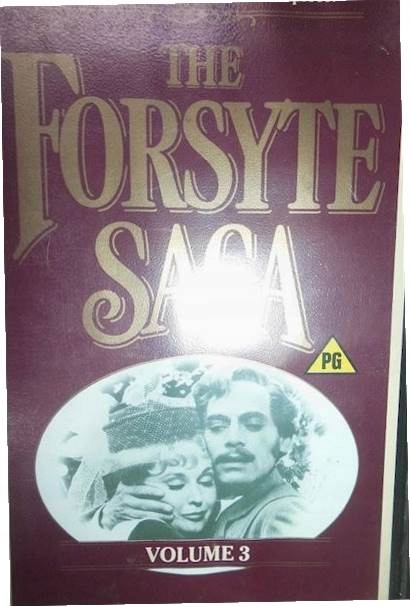 THE
FORSYTE
SAGA
PG
VOLUME 3